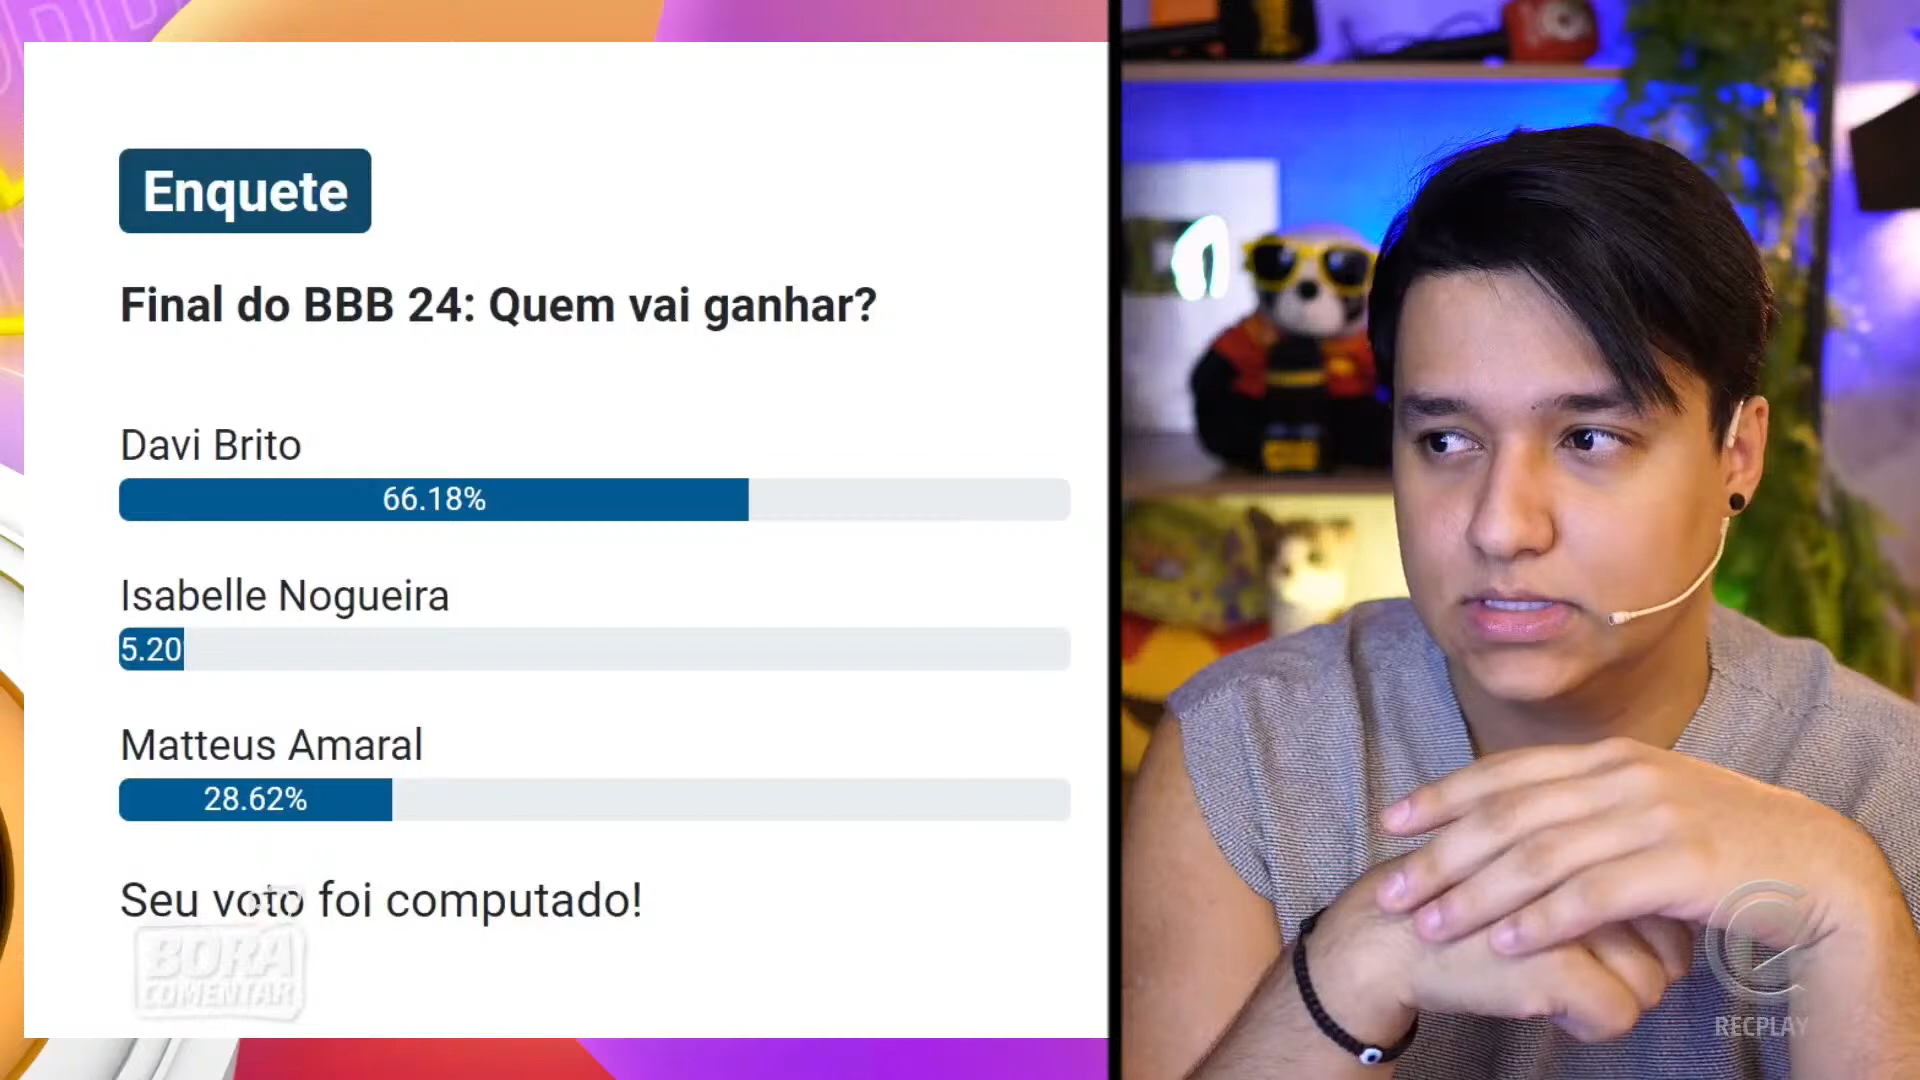 Enquete
Final do BBB 24: Quem vai ganhar?
Davi Brito
66.18%
Isabelle Nogueira
5.20
Matteus Amaral
28.62%
Seu voto foi computado!
BORA
COMENTAR
RECPLAY